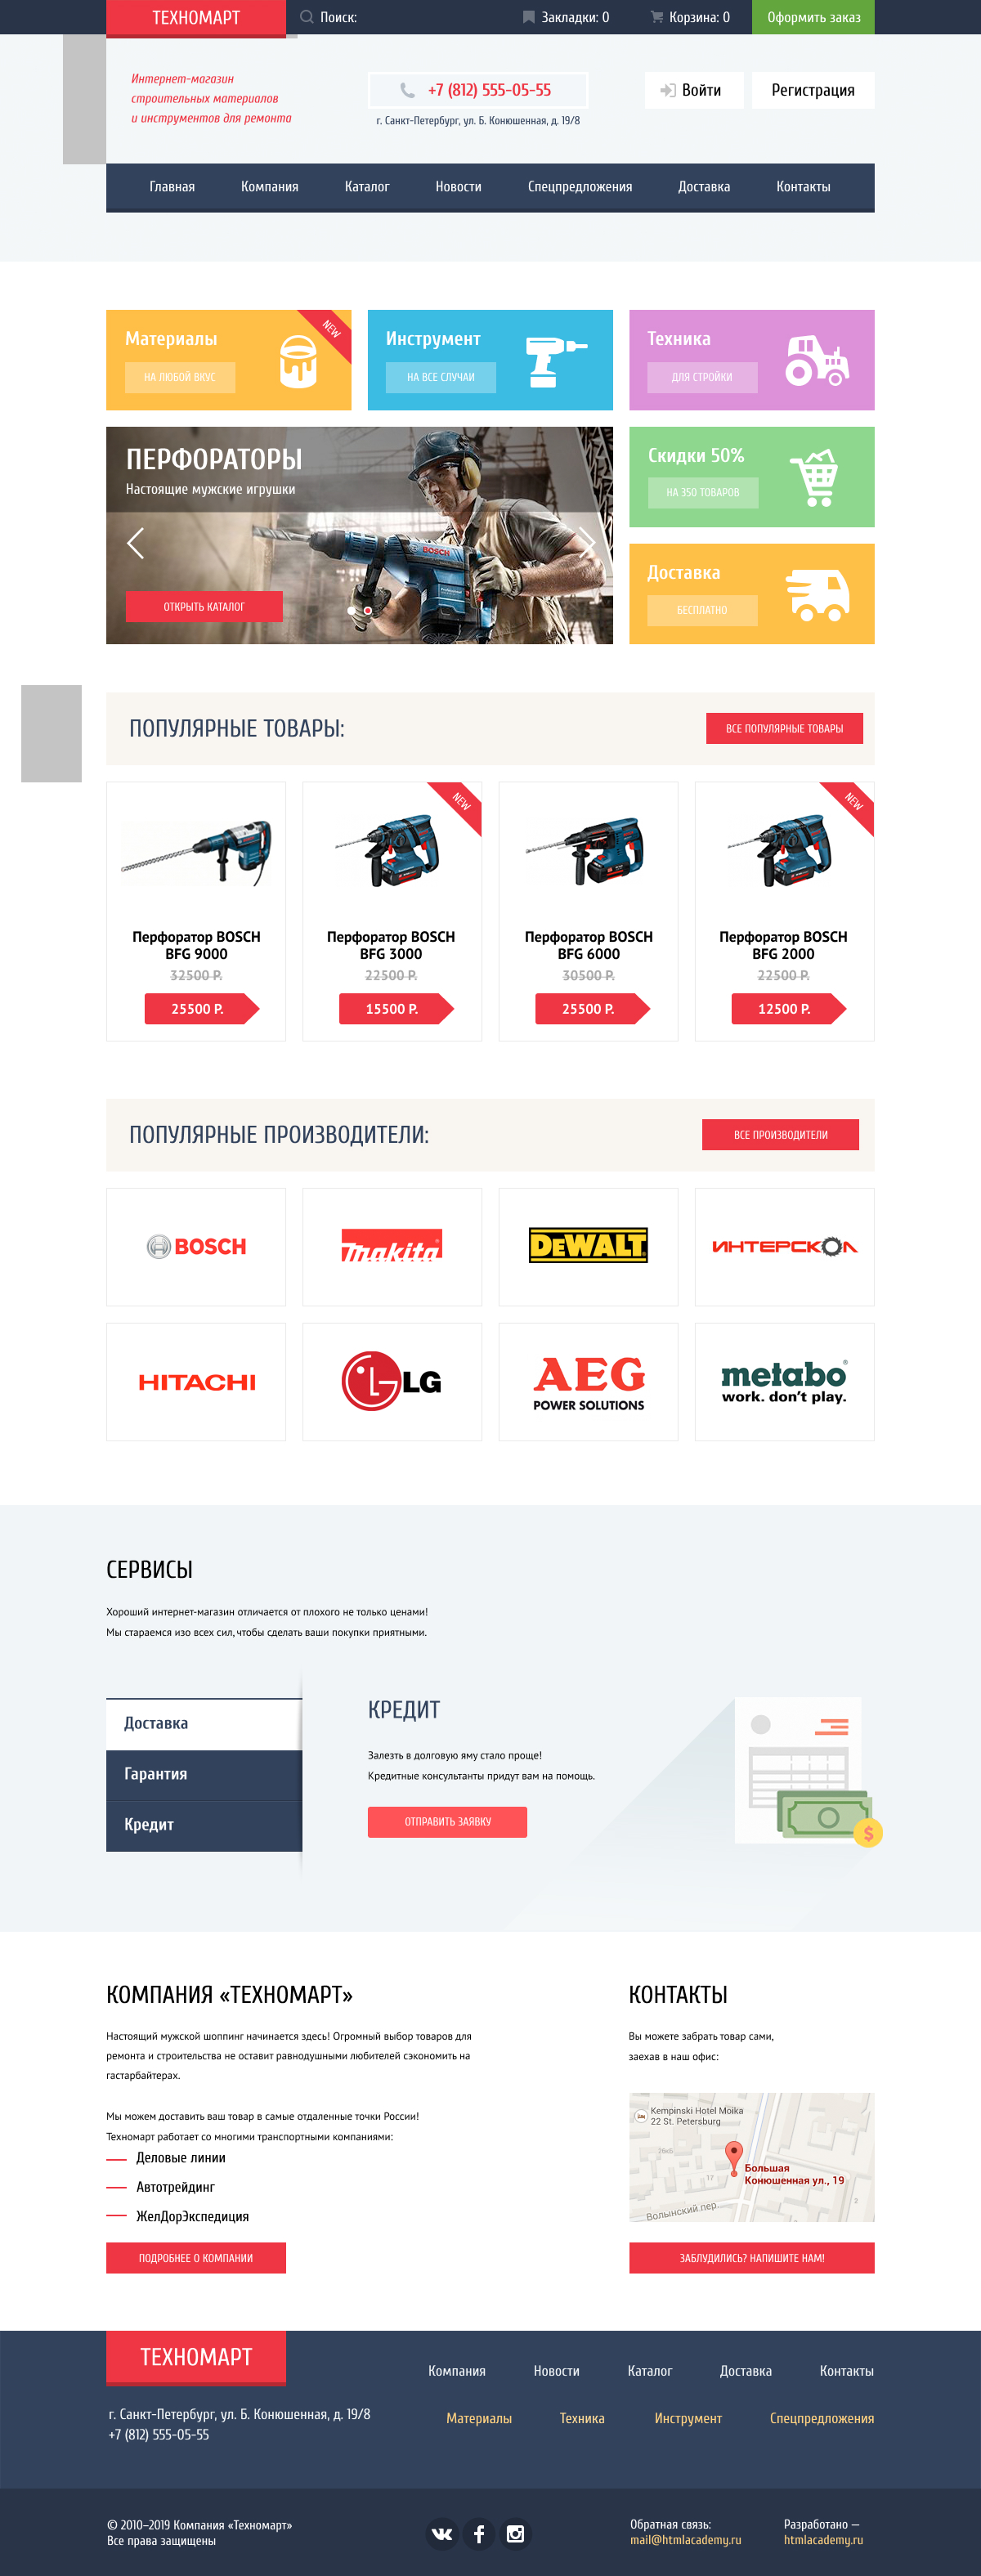 ТЕХНОМАРТ
Поиск:
Закладки: 0
Корзина: 0
Оформить заказ
Интернет-магазин
строительных материалов
и инструментов для ремонта
+7 (812) 555-05-55
г. Санкт-Петербург, ул. Б. Конюшенная, д. 19/8
Войти
Регистрация
Главная
Компания
Каталог
Новости
Спецпредложения
Доставка
Контакты
Материалы
НА ЛЮБОЙ ВКУС
NEW
Инструмент
НА ВСЕ СЛУЧАИ
Техника
ДЛЯ СТРОЙКИ
ПЕРФОРАТОРЫ
Настоящие мужские игрушки
BOSCH
ОТКРЫТЬ КАТАЛОГ
Скидки 50%
НА 350 ТОВАРОВ
Доставка
БЕСПЛАТНО
ПОПУЛЯРНЫЕ ТОВАРЫ:
ВСЕ ПОПУЛЯРНЫЕ ТОВАРЫ
Перфоратор BOSCH
BFG 9000
32500 Р.
25500 Р.
NEW
Перфоратор BOSCH
BFG 3000
22500 Р.
15500 Р.
Перфоратор BOSCH
BFG 6000
30500 Р.
25500 Р.
NEW
Перфоратор BOSCH
BFG 2000
22500 Р.
12500 Р.
ПОПУЛЯРНЫЕ ПРОИЗВОДИТЕЛИ:
ВСЕ ПРОИЗВОДИТЕЛИ
BOSCH
makita
DEWALT
ИНТЕРСКОЛ
HITACHI
LG
AEG
POWER SOLUTIONS
metabo
work. don't play.
СЕРВИСЫ
Хороший интернет-магазин отличается от плохого не только ценами!
Мы стараемся изо всех сил, чтобы сделать ваши покупки приятными.
Доставка
Гарантия
Кредит
КРЕДИТ
Залезть в долговую яму стало проще!
Кредитные консультанты придут вам на помощь.
ОТПРАВИТЬ ЗАЯВКУ
$
КОМПАНИЯ «ТЕХНОМАРТ»
Настоящий мужской шоппинг начинается здесь! Огромный выбор товаров для
ремонта и строительства не оставит равнодушными любителей сэкономить на
гастарбайтерах.
Мы можем доставить ваш товар в самые отдаленные точки России!
Техномарт работает со многими транспортными компаниями:
Деловые линии
Автотрейдинг
ЖелДорЭкспедиция
ПОДРОБНЕЕ О КОМПАНИИ
КОНТАКТЫ
Вы можете забрать товар сами,
заехав в наш офис:
Kempinski Hotel Moika
22 St. Petersburg
17
2
Большая
Конюшенная ул., 19
Волынский пер.
ЗАБЛУДИЛИСЬ? НАПИШИТЕ НАМ!
ТЕХНОМАРТ
г. Санкт-Петербург, ул. Б. Конюшенная, д. 19/8
+7 (812) 555-05-55
Компания
Новости
Каталог
Доставка
Контакты
Материалы
Техника
Инструмент
Спецпредложения
© 2010–2019 Компания «Техномарт»
Все права защищены
Обратная связь:
mail@htmlacademy.ru
Разработано —
htmlacademy.ru